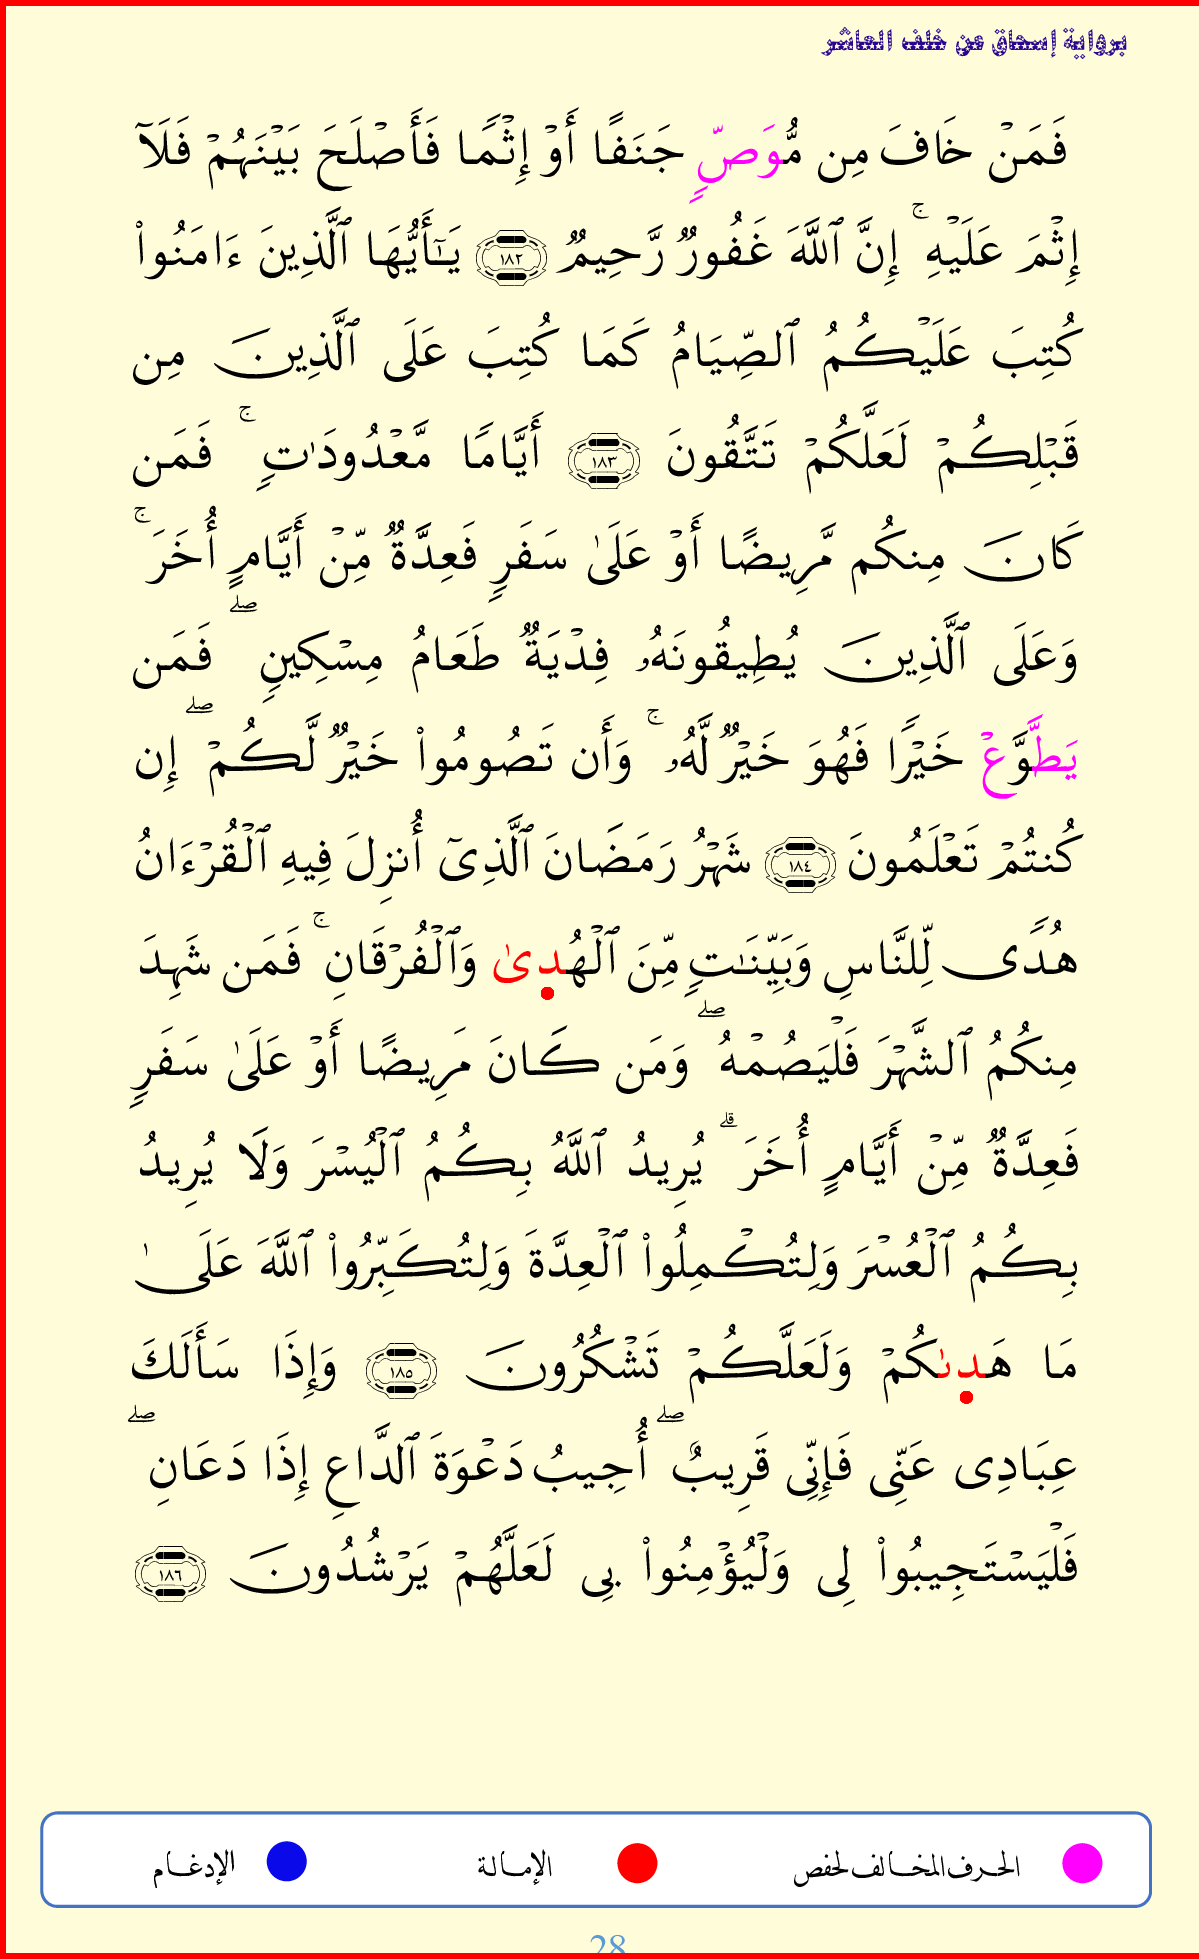 برواية إسحاق عن خلف العاشر
فَمَنۡ خَافَ مِن مُّوَصّٖ جَنَفًا أَوۡ إِثۡمٗا فَأَصۡلَحَ بَيۡنَهُمۡ فَلَآ
إِثۡمَ عَلَيۡهِۚ إِنَّ ٱللَّهَ غَفُورٞ رَّحِيمٞ ١٨٢ يَـٰٓأَيُّهَا ٱلَّذِينَ ءَامَنُواْ
كُتِبَ عَلَيۡكُمُ ٱلصِّيَامُ كَمَا كُتِبَ عَلَى ٱلَّذِينَ مِن
قَبۡلِكُمۡ لَعَلَّكُمۡ تَتَّقُونَ ١٨٣ أَيَّامٗا مَّعۡدُودَٰتٖۚ فَمَن
كَانَ مِنكُم مَّرِيضًا أَوۡ عَلَىٰ سَفَرٖ فَعِدَّةٞ مِّنۡ أَيَّامٍ أُخَرَۚ
وَعَلَى ٱلَّذِينَ يُطِيقُونَهُۥ فِدۡيَةٞ طَعَامُ مِسۡكِينٖۖ فَمَن
يَطَّوَّعۡ خَيۡرٗا فَهُوَ خَيۡرٞ لَّهُۥۚ وَأَن تَصُومُواْ خَيۡرٞ لَّكُمۡۖ إِن
كُنتُمۡ تَعۡلَمُونَ ١٨٤ شَهۡرُ رَمَضَانَ ٱلَّذِيٓ أُنزِلَ فِيهِ ٱلۡقُرۡءَانُ
هُدٗى لِّلنَّاسِ وَبَيِّنَـٰتٖ مِّنَ ٱلۡهُدىٰ وَٱلۡفُرۡقَانِۚ فَمَن شَهِدَ
مِنكُمُ ٱلشَّهۡرَ فَلۡيَصُمۡهُۖ وَمَن كَانَ مَرِيضًا أَوۡ عَلَىٰ سَفَرٖ
فَعِدَّةٞ مِّنۡ أَيَّامٍ أُخَرَۗ يُرِيدُ ٱللَّهُ بِكُمُ ٱلۡيُسۡرَ وَلَا يُرِيدُ
بِكُمُ ٱلۡعُسۡرَ وَلِتُكۡمِلُواْ ٱلۡعِدَّةَ وَلِتُكَبِّرُواْ ٱللَّهَ عَلَىٰ
مَا هَدىٰكُمۡ وَلَعَلَّكُمۡ تَشۡكُرُونَ ١٨٥ وَإِذَا سَأَلَكَ
عِبَادِي عَنِّي فَإِنِّي قَرِيبٌۖ أُجِيبُ دَعۡوَةَ ٱلدَّاعِ إِذَا دَعَانِۖ
فَلۡيَسۡتَجِيبُواْ لِي وَلۡيُؤۡمِنُواْ بِي لَعَلَّهُمۡ يَرۡشُدُونَ ١٨٦
الحرف المخالف لحفص الإمالة الإدغام
28